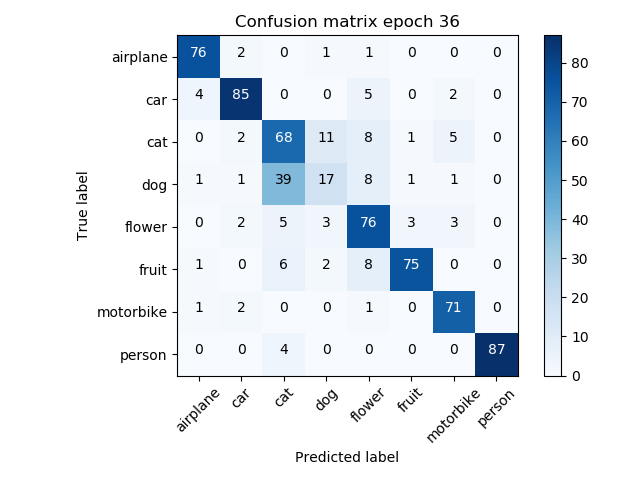 Confusion matrix epoch 36
True label
airplane 76 2 0 1 1 0 0 0
car 4 85 0 0 5 0 2 0
cat 0 2 68 11 8 1 5 0
dog 1 1 39 17 8 1 1 0
flower 0 2 5 3 76 3 3 0
fruit 1 0 6 2 8 75 0 0
motorbike 1 2 0 0 1 0 71 0
person 0 0 4 0 0 0 0 87
airplane car cat dog flower fruit motorbike person
Predicted label
80
70
60
50
40
30
20
10
0